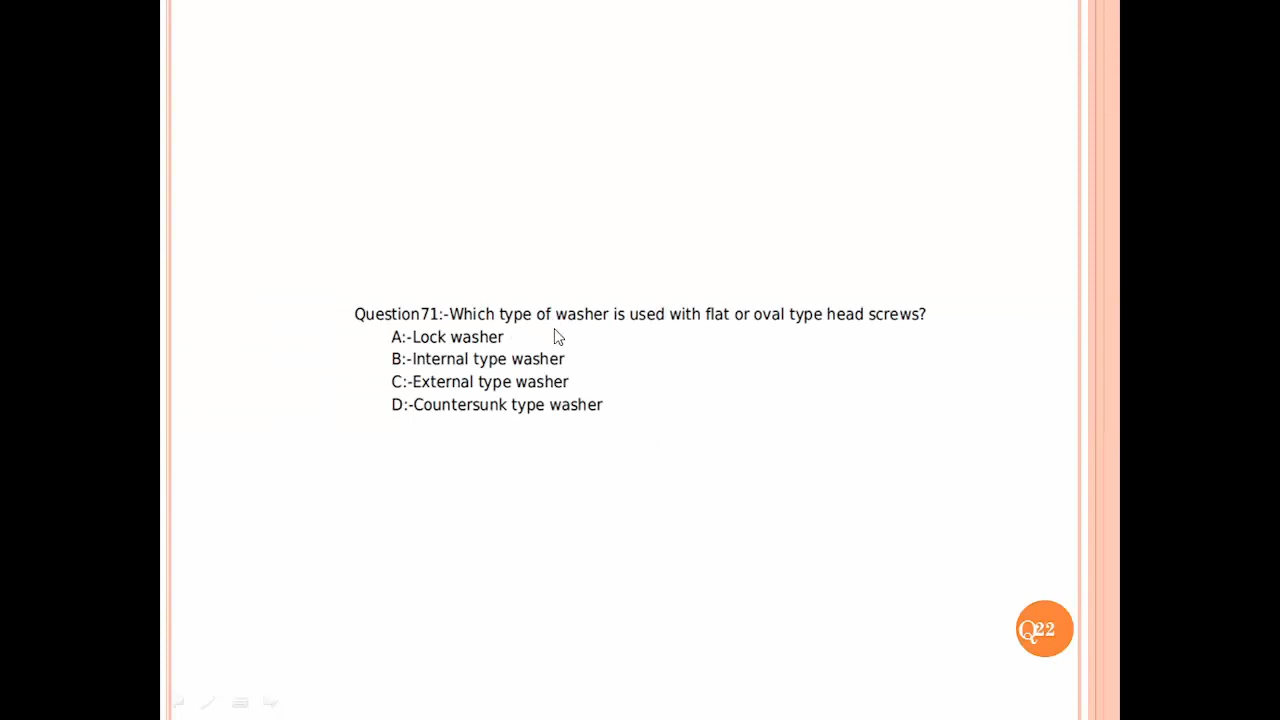 Question71:-Which type of washer is used with flat or oval type head screws?
A:-Lock washer
B:-Internal type washer
C:-External type washer
D:-Countersunk type washer
Q22